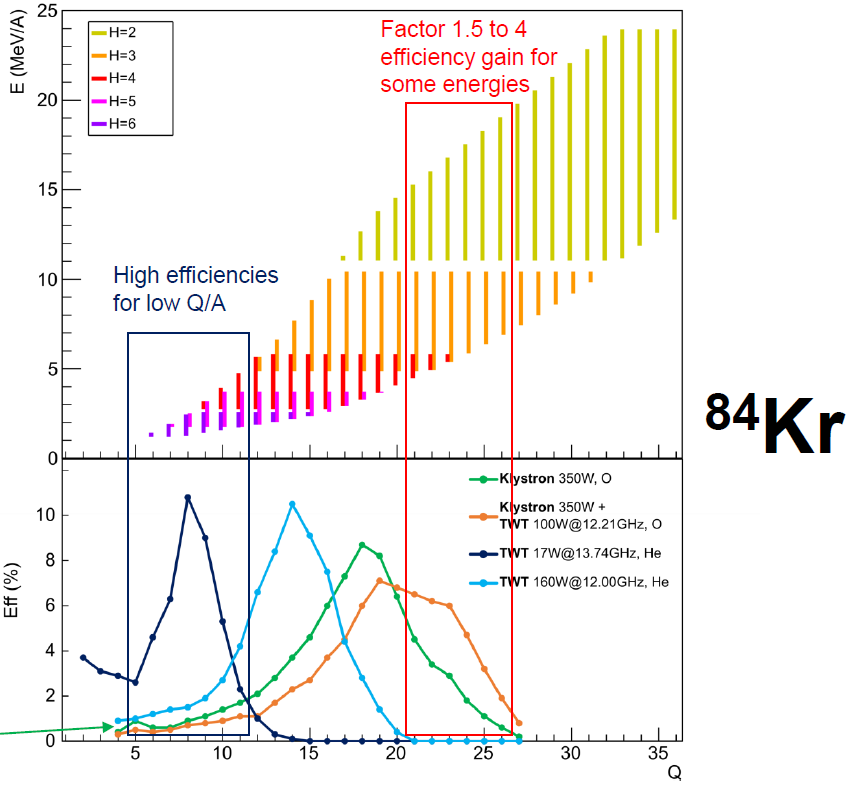 25
20
15
10
5
0
E (MeV/A)
H=2
H=3
H=4
H=5
H=6
Factor 1.5 to 4
efficiency gain for
some energies
High efficiencies
for low Q/A
84Kr
10
8
6
4
2
0
Eff (%)
Klystron 350W, O
Klystron 350W +
TWT 100W@12.21GHz, O
TWT 17W@13.74GHz, He
TWT 160W@12.00GHz, He
5 10 15 20 25 30 35
Q